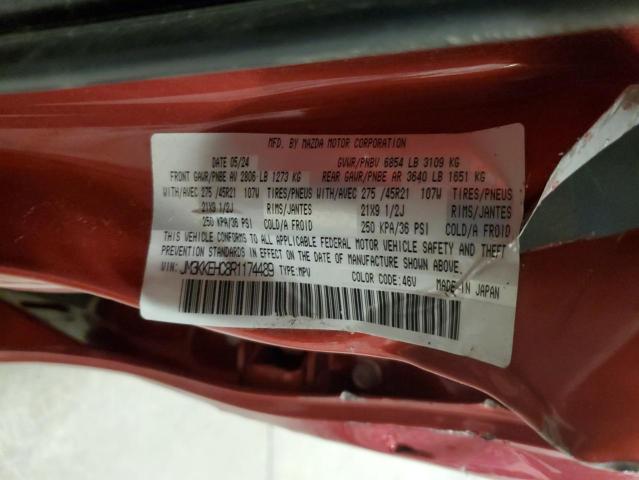 MFD. BY MAZDA MOTOR CORPORATION
DATE 05/24 GVWR/PNBV 6854 LB 3109 KG
FRONT GAWR/PNBE AV 2806 LB 1273 KG REAR GAWR/PNBE AR 3640 LB 1651 KG
WITH/AVEC 275 /45R21 107W TIRES/PNEUS WITH/AVEC 275 /45R21 107W TIRES/PNEUS
21X9 1/2J RIMS/JANTES 21X9 1/2J RIMS/JANTES
250 KPA/36 PSI COLD/A FROID 250 KPA/36 PSI COLD/A FROID
THIS VEHICLE CONFORMS TO ALL APPLICABLE FEDERAL MOTOR VEHICLE SAFETY AND THEFT
PREVENTION STANDARDS IN EFFECT ON THE DATE OF MANUFACTURE SHOWN ABOVE.
VIN: JM3KKEHC8R1174489 TYPE:MPV COLOR CODE:46V MADE IN JAPAN